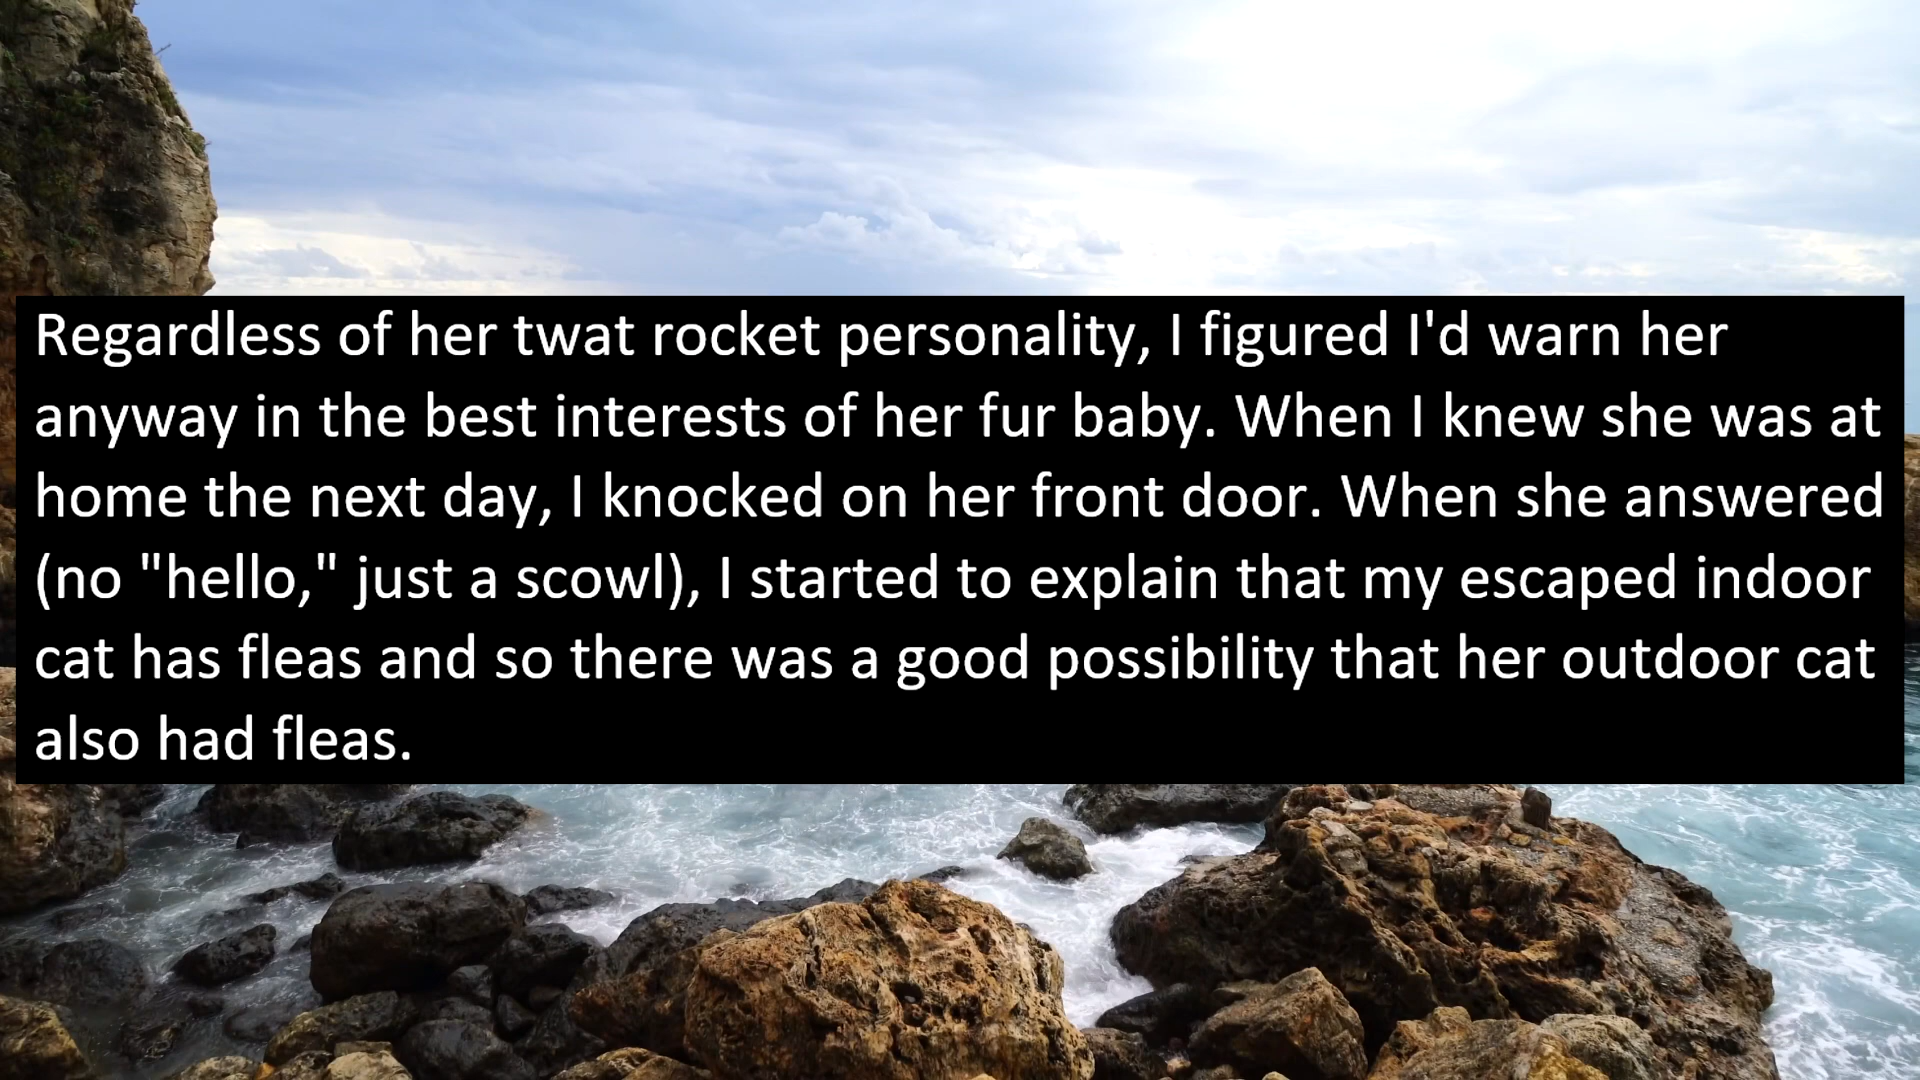 Regardless of her twat rocket personality, I figured I'd warn her
anyway in the best interests of her fur baby. When I knew she was at
home the next day, I knocked on her front door. When she answered
(no "hello," just a scowl), I started to explain that my escaped indoor
cat has fleas and so there was a good possibility that her outdoor cat
also had fleas.